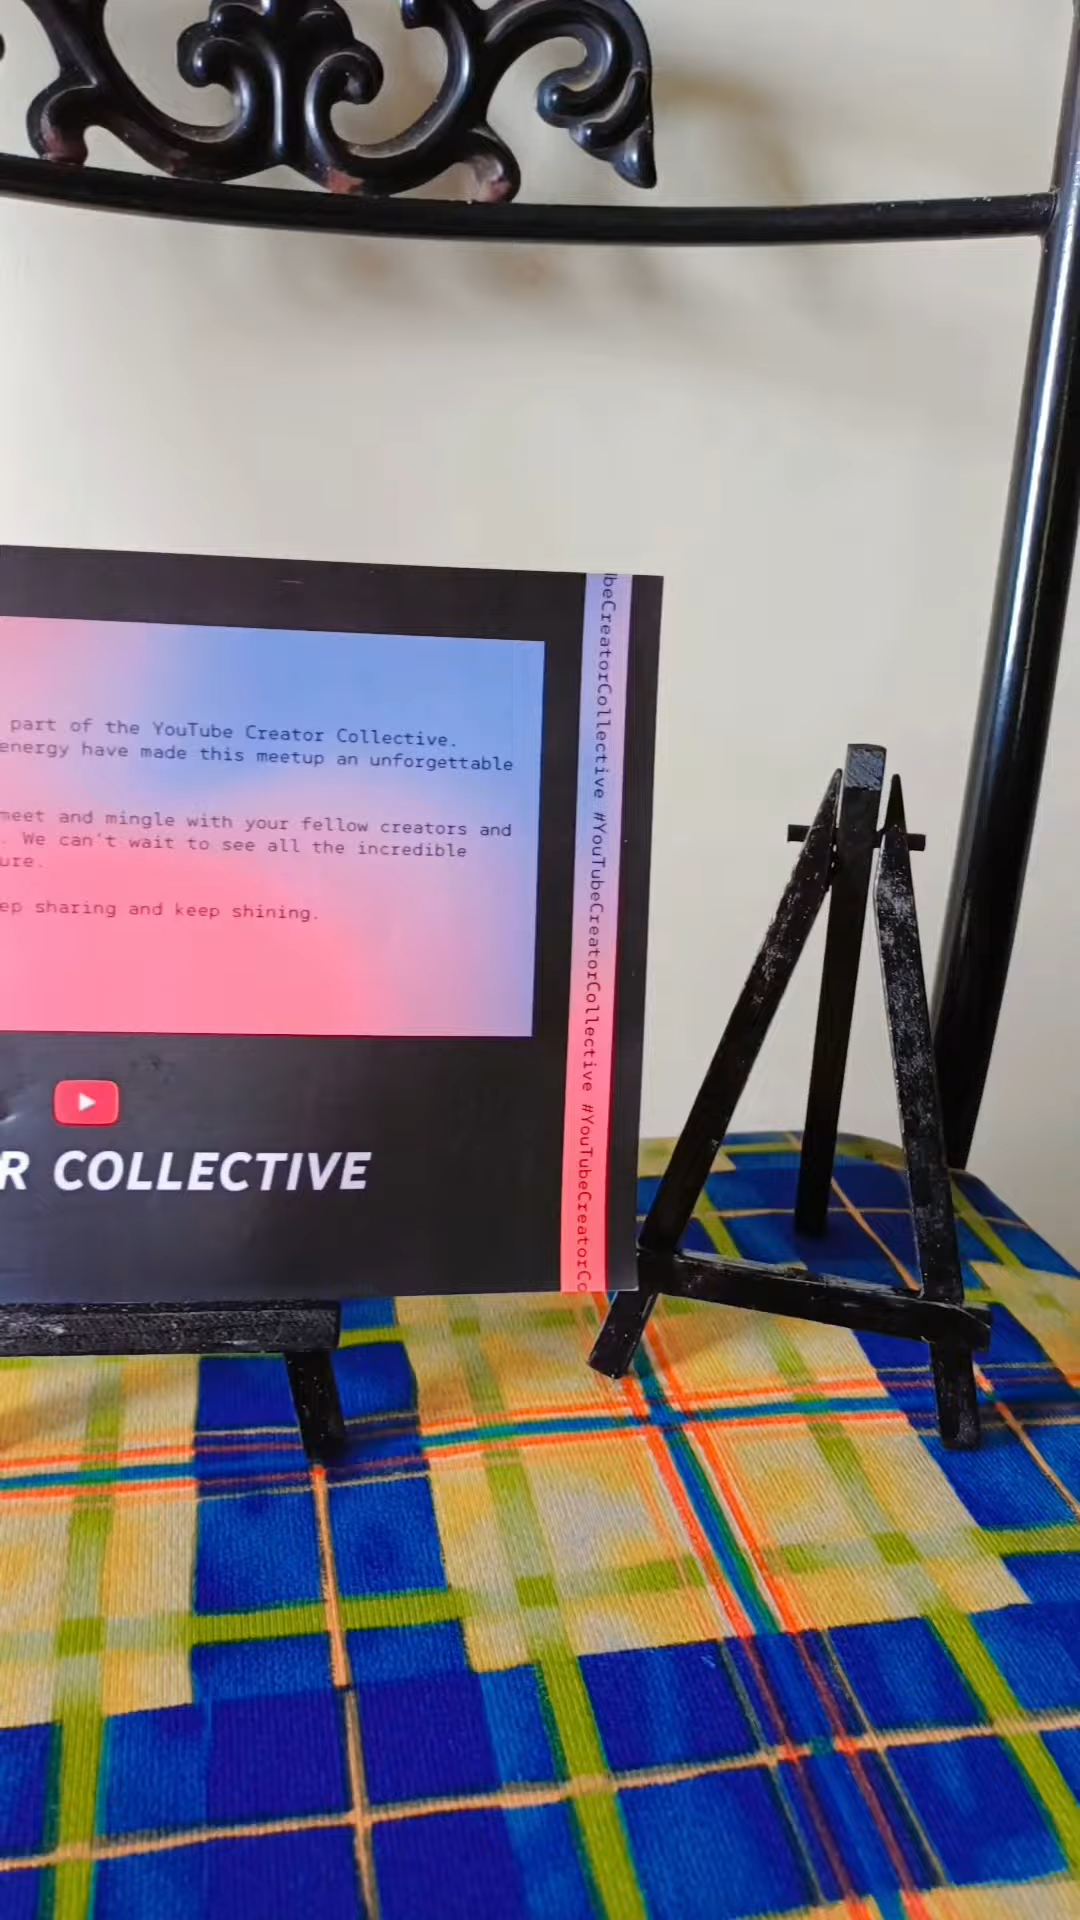 part of the YouTube Creator Collective.
energy have made this meetup an unforgettable
meet and mingle with your fellow creators and
. We can't wait to see all the incredible
ure.
ep sharing and keep shining.
R COLLECTIVE
beCreatorCollective #YouTubeCreatorCollective #YouTubeCreatorCo